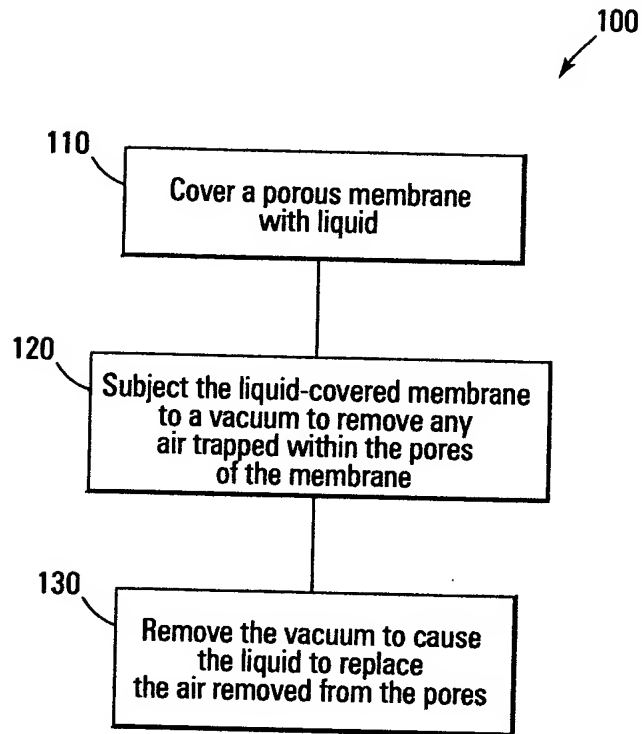 100
110
Cover a porous membrane
with liquid
120
Subject the liquid-covered membrane
to a vacuum to remove any
air trapped within the pores
of the membrane
130
Remove the vacuum to cause
the liquid to replace
the air removed from the pores